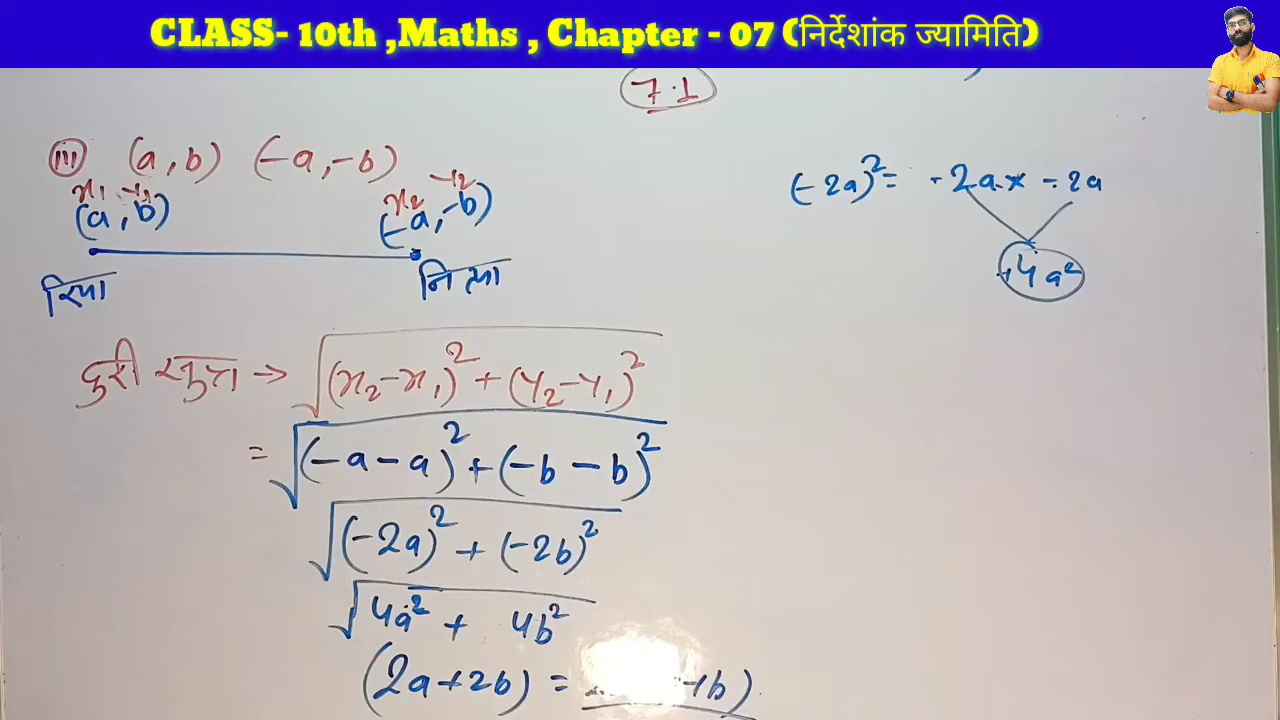 CLASS- 10th ,Maths , Chapter - 07 (निर्देशांक ज्यामिति)
7.1
(iii) (a, b) (-a, -b)
x₁ y₁ x₂ y₂
(a, b) (-a, -b)
रिया नित्या
(-2a)² = -2a × -2a
+4a²
दुरी सुत्र → √(x₂-x₁)² + (y₂-y₁)²
= √(-a-a)² + (-b-b)²
√(-2a)² + (-2b)²
√4a² + 4b²
(2a+2b) = +b)